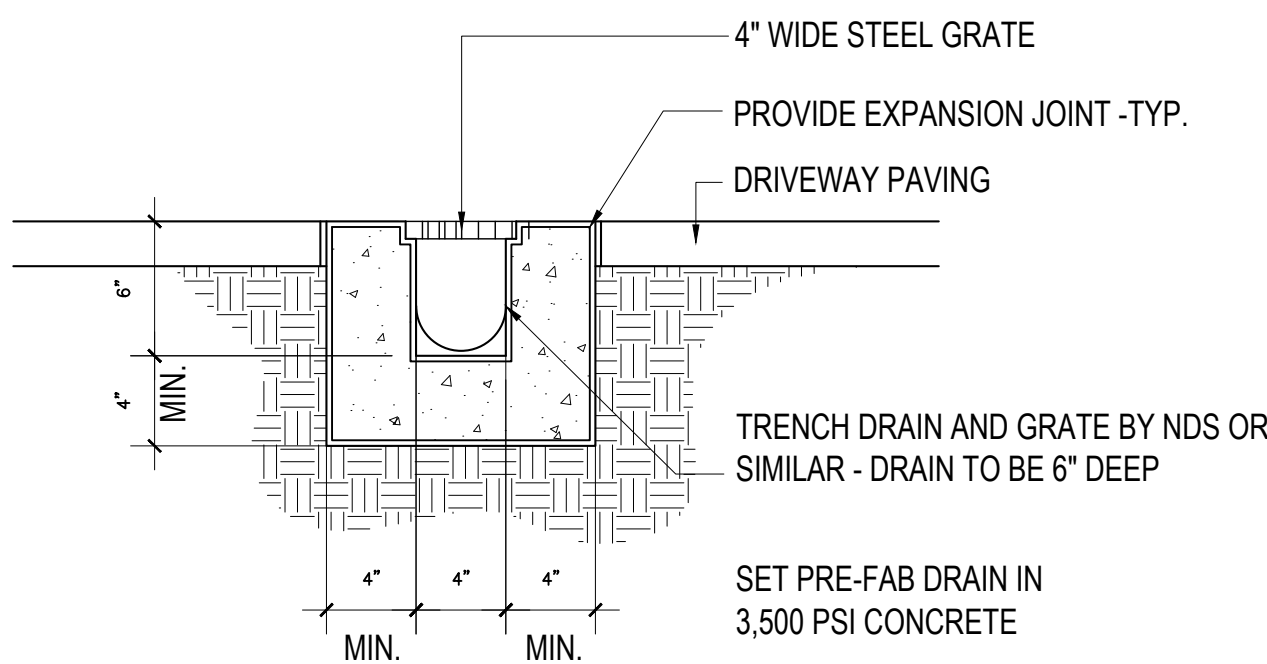 4" WIDE STEEL GRATE
PROVIDE EXPANSION JOINT -TYP.
DRIVEWAY PAVING
6"
4"
MIN.
TRENCH DRAIN AND GRATE BY NDS OR
SIMILAR - DRAIN TO BE 6" DEEP
4" 4" 4"
MIN. MIN.
SET PRE-FAB DRAIN IN
3,500 PSI CONCRETE